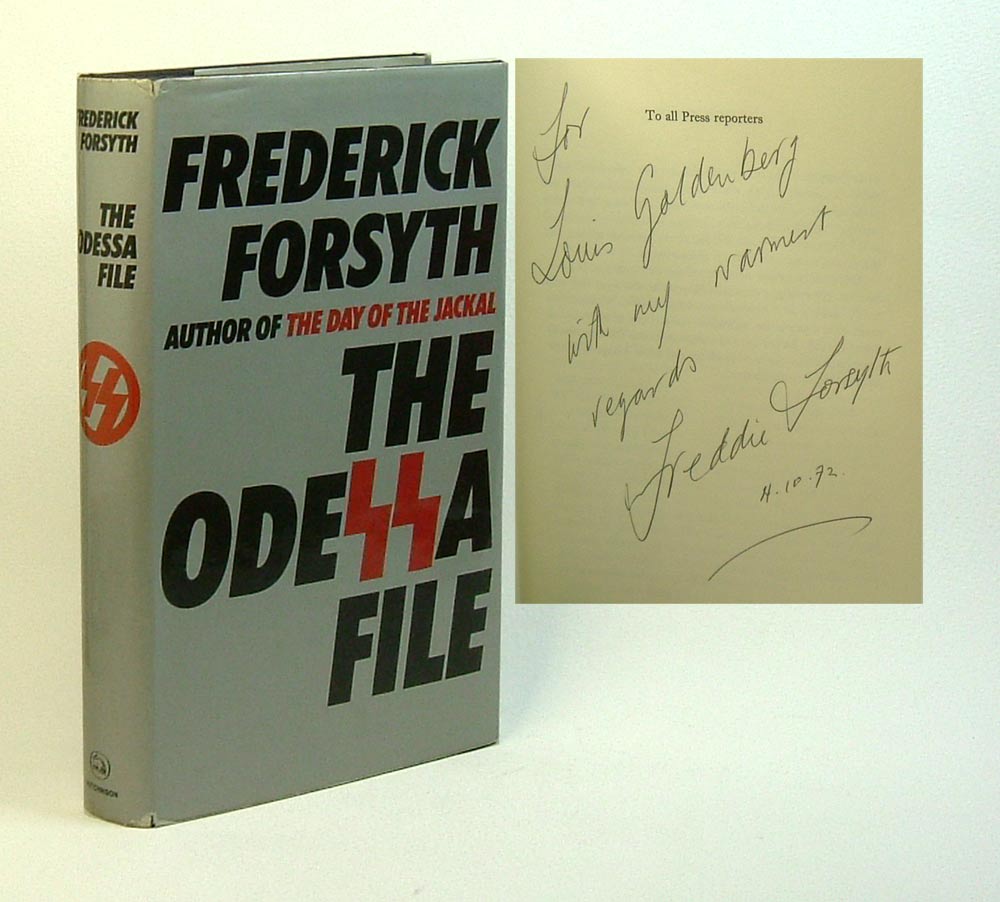 FREDERICK
FORSYTH
THE
ODESSA
FILE
HUTCHINSON
FREDERICK
FORSYTH
AUTHOR OF THE DAY OF THE JACKAL
THE
ODESSA
FILE
To all Press reporters
For
Louis Goldenberg
with my warmest
regards
Freddie Forsyth
4.10.72.